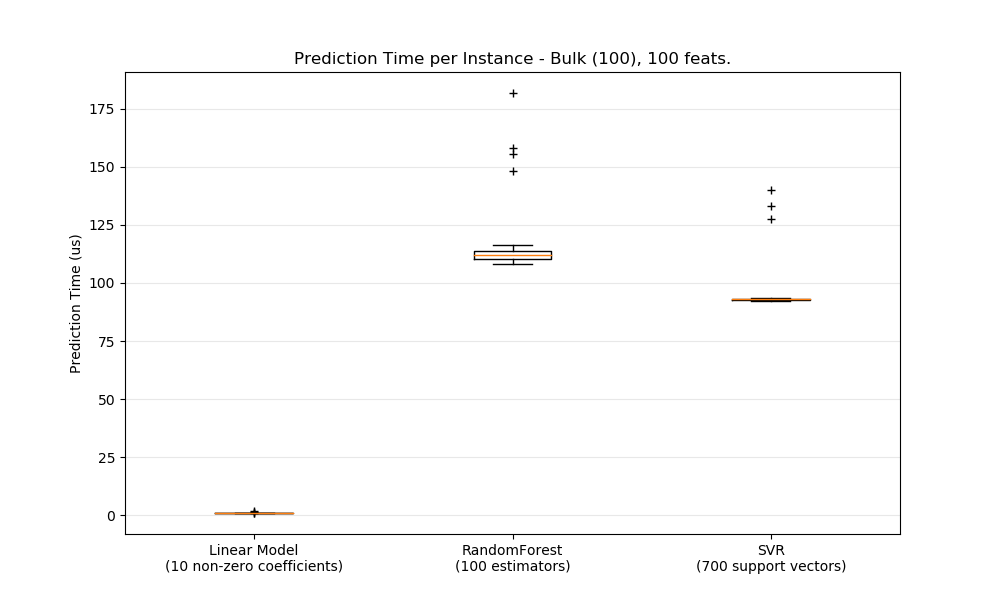 Prediction Time per Instance - Bulk (100), 100 feats.
Prediction Time (us)
175
150
125
100
75
50
25
0
Linear Model
(10 non-zero coefficients)
RandomForest
(100 estimators)
SVR
(700 support vectors)